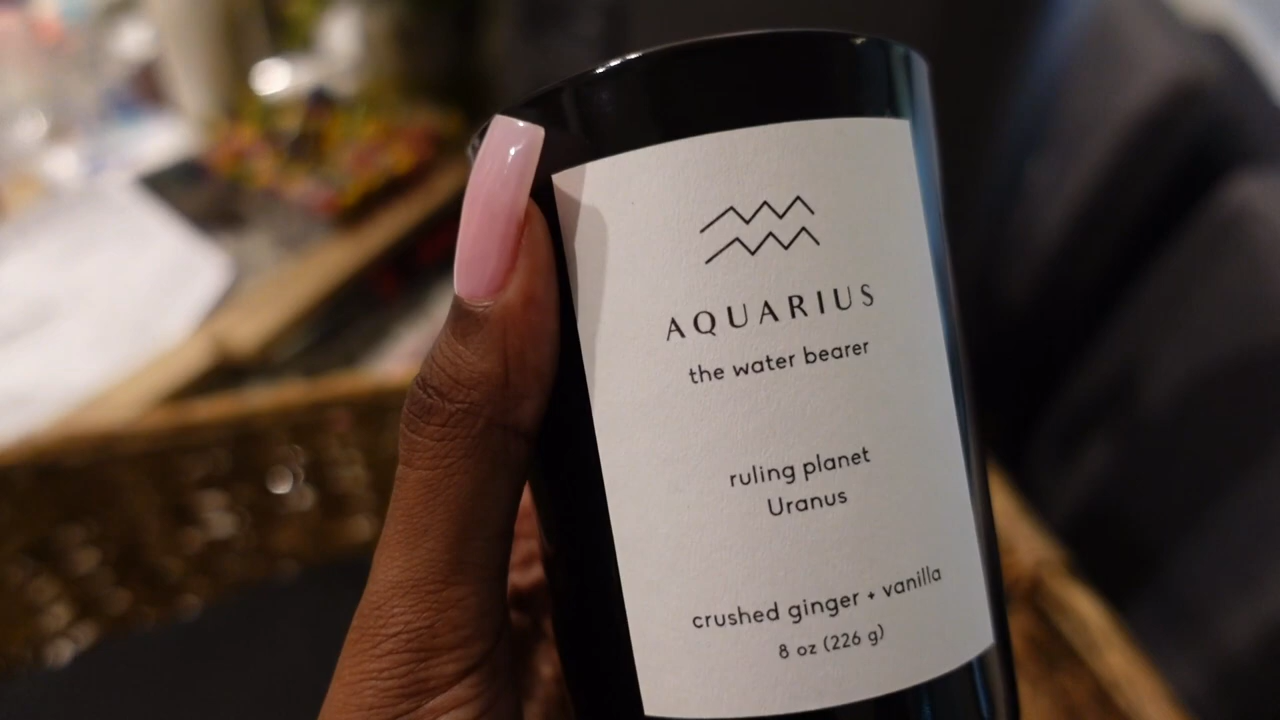 AQUARIUS
the water bearer
ruling planet
Uranus
crushed ginger + vanilla
8 oz (226 g)